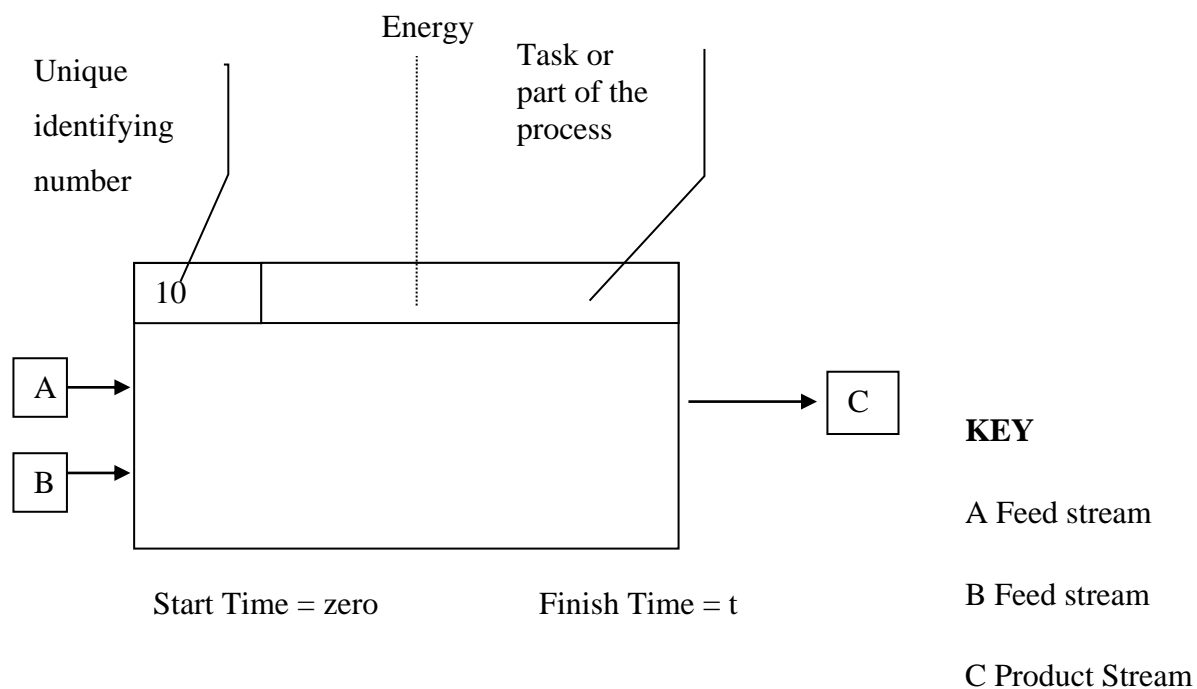 Energy
Unique
identifying
number
Task or
part of the
process
10
A
B
C
KEY
A Feed stream
B Feed stream
C Product Stream
Start Time = zero
Finish Time = t